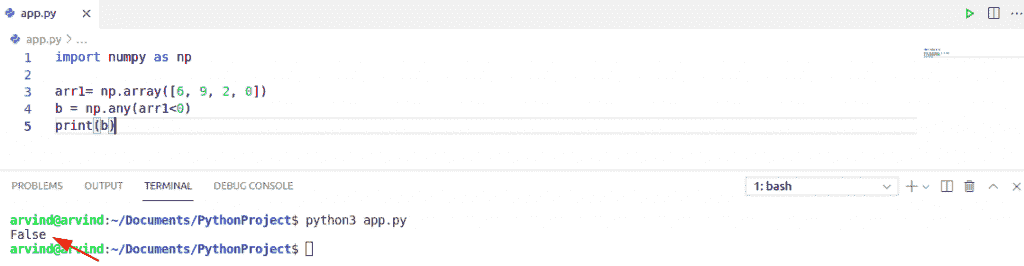 app.py ×
app.py > ...
1 import numpy as np
2
3 arr1= np.array([6, 9, 2, 0])
4 b = np.any(arr1<0)
5 print(b)
PROBLEMS OUTPUT TERMINAL DEBUG CONSOLE 1: bash
arvind@arvind:~/Documents/PythonProject$ python3 app.py
False
arvind@arvind:~/Documents/PythonProject$